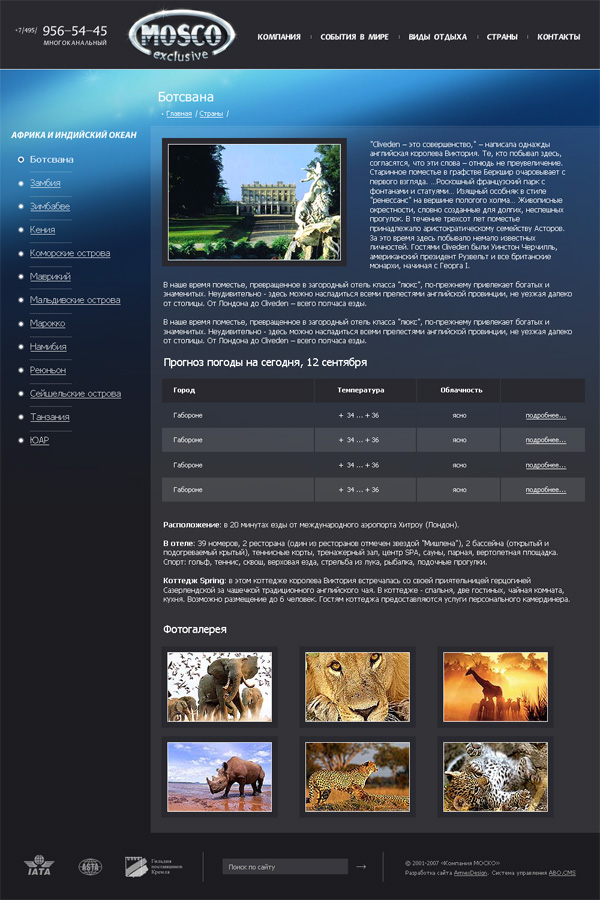 +7/495/ 956–54–45
МНОГОКАНАЛЬНЫЙ
MOSCO
exclusive
КОМПАНИЯ
СОБЫТИЯ В МИРЕ
ВИДЫ ОТДЫХА
СТРАНЫ
КОНТАКТЫ
Ботсвана
Главная / Страны /
АФРИКА И ИНДИЙСКИЙ ОКЕАН
Ботсвана
Замбия
Зимбабве
Кения
Коморские острова
Маврикий
Мальдивские острова
Марокко
Намибия
Реюньон
Сейшельские острова
Танзания
ЮАР
"Cliveden – это совершенство," – написала однажды
английская королева Виктория. Те, кто побывал здесь,
согласятся, что эти слова – отнюдь не преувеличение.
Старинное поместье в графстве Беркшир очаровывает с
первого взгляда. ...Роскошный французский парк с
фонтанами и статуями... Изящный особняк в стиле
"ренессанс" на вершине пологого холма... Живописные
окрестности, словно созданные для долгих, неспешных
прогулок. В течение трехсот лет поместье
принадлежало аристократическому семейству Асторов.
За это время здесь побывало немало известных
личностей. Гостями Cliveden были Уинстон Черчилль,
американский президент Рузвельт и все британские
монархи, начиная с Георга I.
В наше время поместье, превращенное в загородный отель класса "люкс", по-прежнему привлекает богатых и
знаменитых. Неудивительно - здесь можно насладиться всеми прелестями английской провинции, не уезжая далеко
от столицы. От Лондона до Cliveden – всего полчаса езды.
В наше время поместье, превращенное в загородный отель класса "люкс", по-прежнему привлекает богатых и
знаменитых. Неудивительно - здесь можно насладиться всеми прелестями английской провинции, не уезжая далеко
от столицы. От Лондона до Cliveden – всего полчаса езды.
Прогноз погоды на сегодня, 12 сентября
Город Температура Облачность
Габороне + 34 ... + 36 ясно подробнее...
Габороне + 34 ... + 36 ясно подробнее...
Габороне + 34 ... + 36 ясно подробнее...
Габороне + 34 ... + 36 ясно подробнее...
Расположение: в 20 минутах езды от международного аэропорта Хитроу (Лондон).
В отеле: 39 номеров, 2 ресторана (один из ресторанов отмечен звездой "Мишлена"), 2 бассейна (открытый и
подогреваемый крытый), теннисные корты, тренажерный зал, центр SPA, сауны, парная, вертолетная площадка.
Спорт: гольф, теннис, сквош, верховая езда, стрельба из лука, рыбалка, лодочные прогулки.
Коттедж Spring: в этом коттедже королева Виктория встречалась со своей приятельницей герцогиней
Сазерлендской за чашечкой традиционного английского чая. В коттедже - спальня, две гостиных, чайная комната,
кухня. Возможно размещение до 6 человек. Гостям коттеджа предоставляются услуги персонального камердинера.
Фотогалерея
IATA
ASTA
Гильдия
поставщиков
Кремля
Поиск по сайту
© 2001-2007 «Компания МОСКО»
Разработка сайта ArtnesDesign. Система управления ABO.CMS